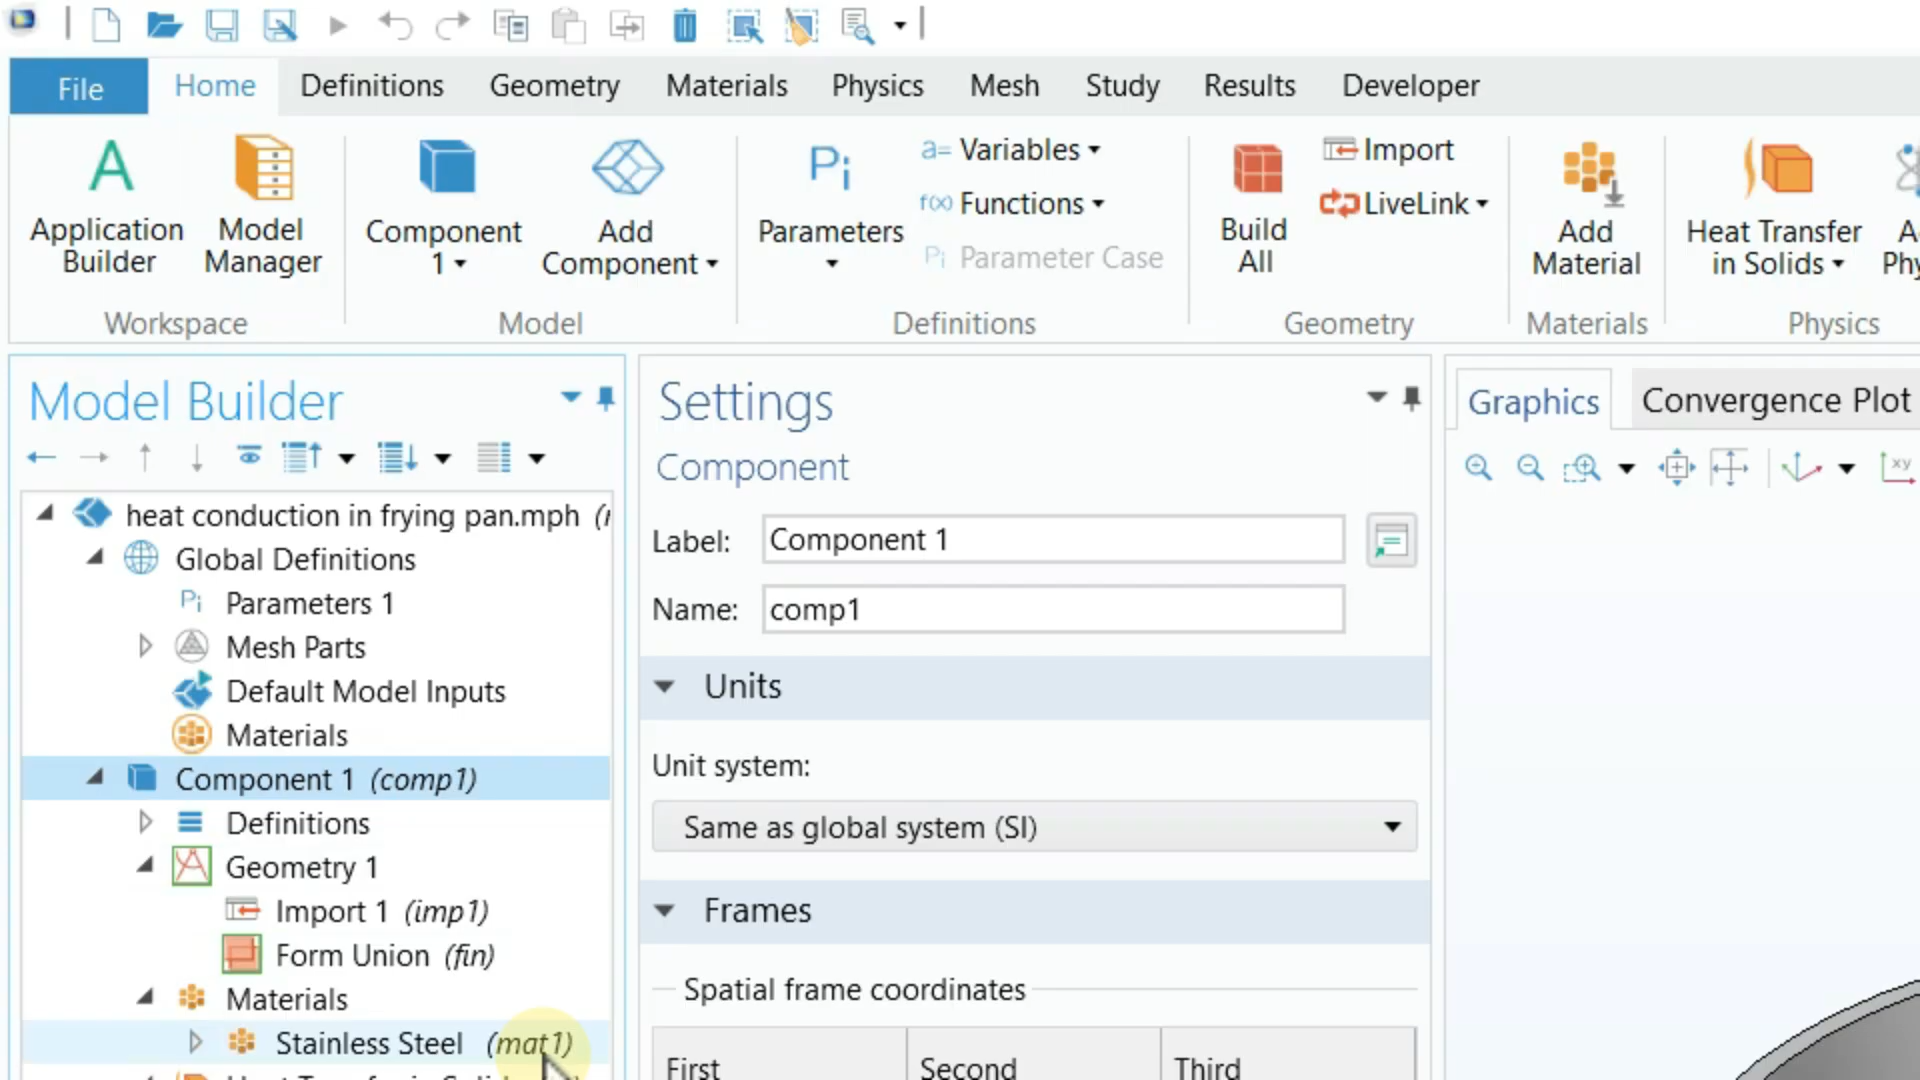 File Home Definitions Geometry Materials Physics Mesh Study Results Developer
Application Builder
Model Manager
Workspace
Component 1
Add Component
Model
Pi
Parameters
a= Variables
f(x) Functions
Pi Parameter Case
Definitions
Build All
Import
LiveLink
Geometry
Add Material
Materials
Heat Transfer in Solids
Physics
Model Builder
heat conduction in frying pan.mph
Global Definitions
Pi Parameters 1
Mesh Parts
Default Model Inputs
Materials
Component 1 (comp1)
Definitions
Geometry 1
Import 1 (imp1)
Form Union (fin)
Materials
Stainless Steel (mat1)
Settings
Component
Label: Component 1
Name: comp1
Units
Unit system:
Same as global system (SI)
Frames
Spatial frame coordinates
First Second Third
Graphics Convergence Plot
xy